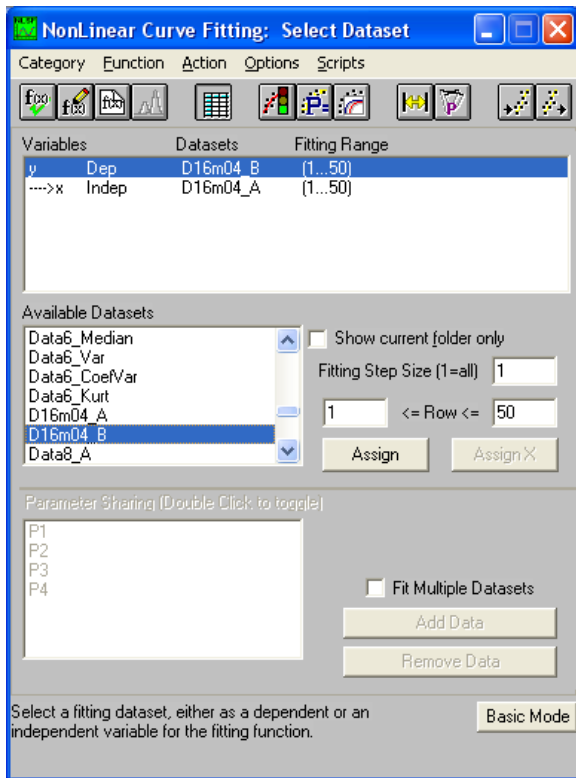 NonLinear Curve Fitting: Select Dataset
Category Function Action Options Scripts
Variables Datasets Fitting Range
y Dep D16m04_B (1...50)
---->x Indep D16m04_A (1...50)
Available Datasets
Data6_Median
Data6_Var
Data6_CoefVar
Data6_Kurt
D16m04_A
D16m04_B
Data8_A
Show current folder only
Fitting Step Size (1=all) 1
1 <= Row <= 50
Assign Assign X
Parameter Sharing (Double Click to toggle)
P1
P2
P3
P4
Fit Multiple Datasets
Add Data
Remove Data
Select a fitting dataset, either as a dependent or an
independent variable for the fitting function.
Basic Mode